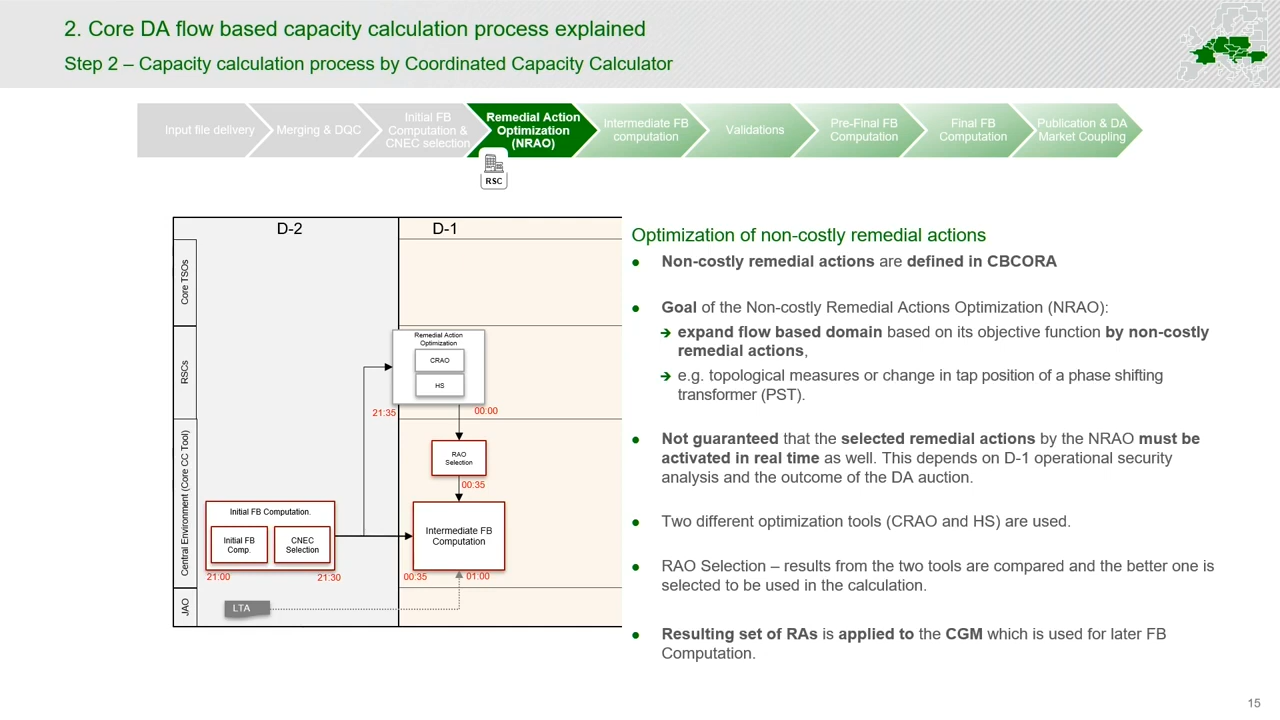 2. Core DA flow based capacity calculation process explained
Step 2 – Capacity calculation process by Coordinated Capacity Calculator
Input file delivery
Merging & DQC
Initial FB
Computation &
CNEC selection
Remedial Action
Optimization
(NRAO)
Intermediate FB
computation
Validations
Pre-Final FB
Computation
Final FB
Computation
Publication & DA
Market Coupling
RSC
D-2
D-1
Core TSOs
RSCs
Central Environment (Core CC Tool)
JAO
Remedial Action
Optimization
CRAO
HS
21:35
00:00
RAO
Selection
00:35
Initial FB Computation.
Initial FB
Comp.
CNEC
Selection
21:00
21:30
Intermediate FB
Computation
00:35
01:00
LTA
Optimization of non-costly remedial actions
● Non-costly remedial actions are defined in CBCORA
● Goal of the Non-costly Remedial Actions Optimization (NRAO):
➔ expand flow based domain based on its objective function by non-costly
remedial actions,
➔ e.g. topological measures or change in tap position of a phase shifting
transformer (PST).
● Not guaranteed that the selected remedial actions by the NRAO must be
activated in real time as well. This depends on D-1 operational security
analysis and the outcome of the DA auction.
● Two different optimization tools (CRAO and HS) are used.
● RAO Selection – results from the two tools are compared and the better one is
selected to be used in the calculation.
● Resulting set of RAs is applied to the CGM which is used for later FB
Computation.
15